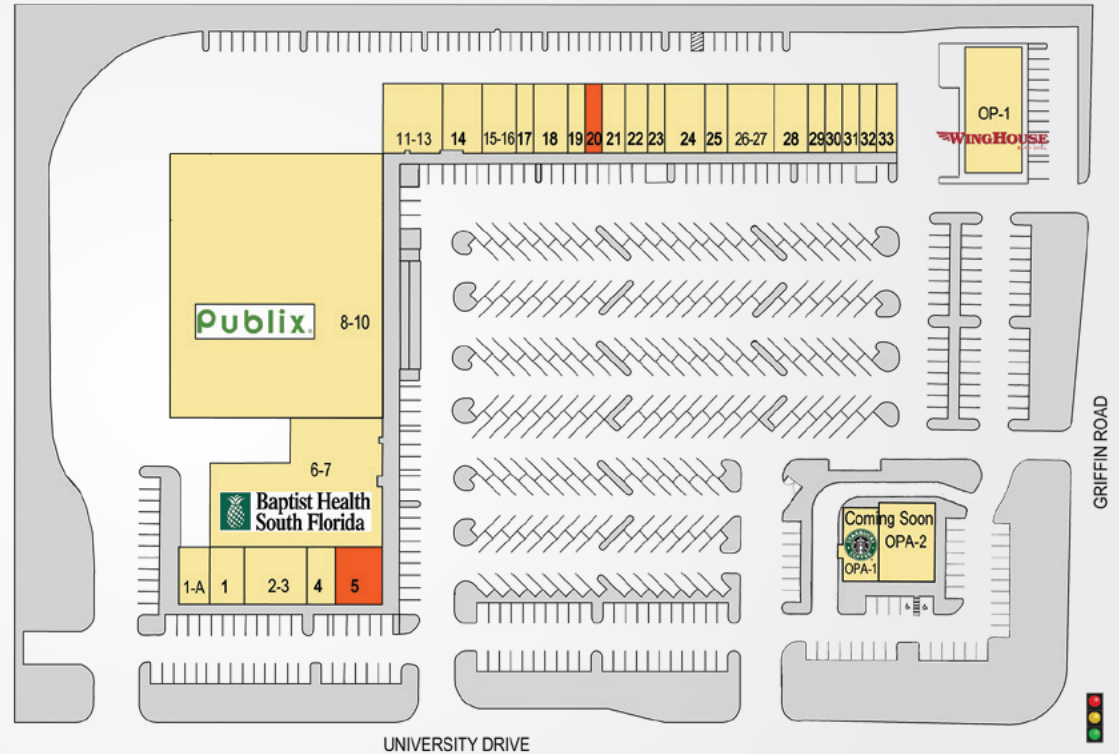 OP-1
WINGHOUSE
11-13 14 15-16 17 18 19 20 21 22 23 24 25 26-27 28 29 30 31 32 33
Publix.
8-10
6-7
Baptist Health
South Florida
1-A 1 2-3 4 5
Coming Soon
OPA-2
OPA-1
GRIFFIN ROAD
UNIVERSITY DRIVE